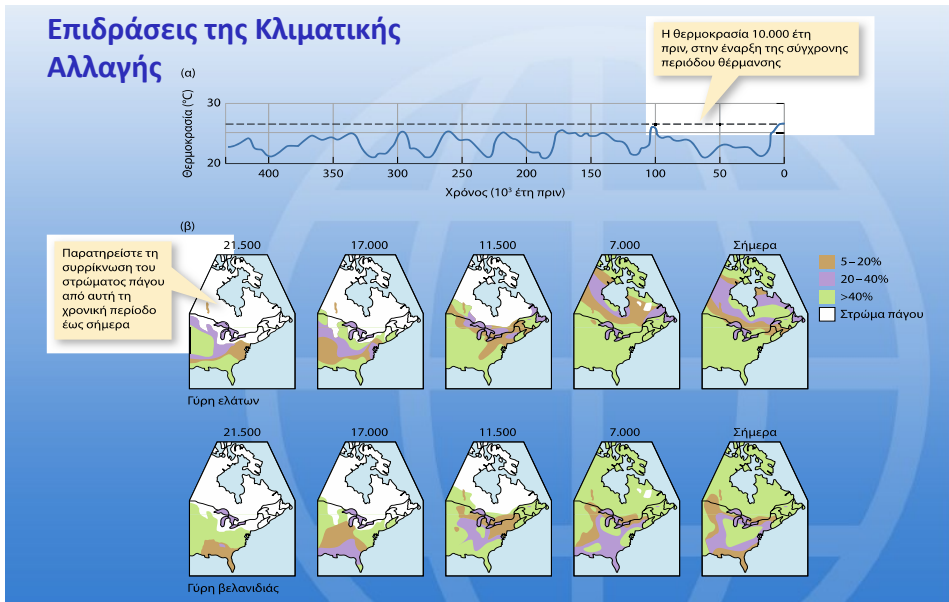 Επιδράσεις της Κλιματικής
Αλλαγής
(α)
Η θερμοκρασία 10.000 έτη
πριν, στην έναρξη της σύγχρονης
περιόδου θέρμανσης
Θερμοκρασία (°C)
30
20
400
350
300
250
200
150
100
50
0
Χρόνος (10³ έτη πριν)
(β)
Παρατηρείστε τη
συρρίκνωση του
στρώματος πάγου
από αυτή τη
χρονική περίοδο
έως σήμερα
21.500
17.000
11.500
7.000
Σήμερα
5–20%
20–40%
>40%
Στρώμα πάγου
Γύρη ελάτων
21.500
17.000
11.500
7.000
Σήμερα
Γύρη βελανιδιάς